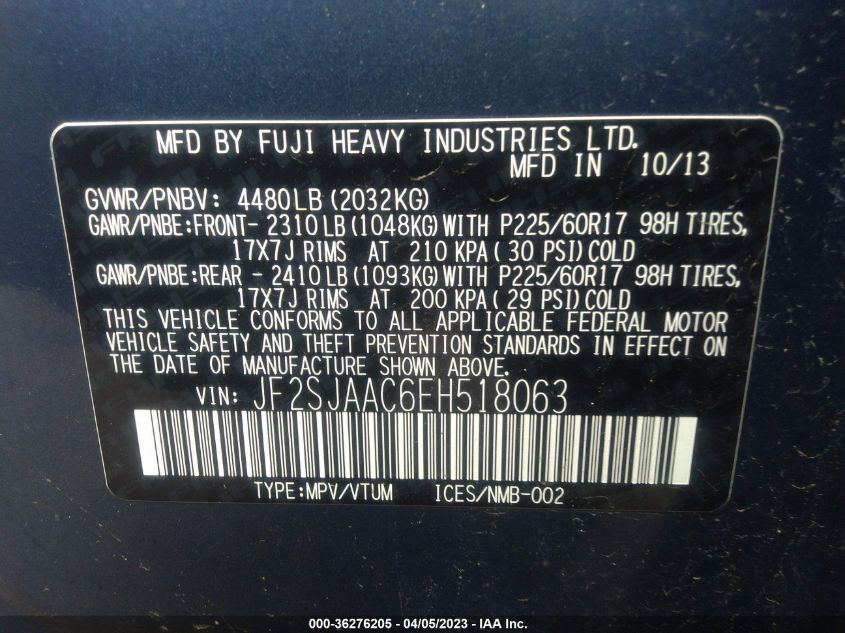 MFD BY FUJI HEAVY INDUSTRIES LTD.
MFD IN 10/13
GVWR/PNBV: 4480LB (2032KG)
GAWR/PNBE:FRONT- 2310LB (1048KG) WITH P225/60R17 98H TIRES,
17X7J RIMS AT 210 KPA ( 30 PSI) COLD
GAWR/PNBE:REAR - 2410LB (1093KG) WITH P225/60R17 98H TIRES,
17X7J RIMS AT 200 KPA ( 29 PSI) COLD
THIS VEHICLE CONFORMS TO ALL APPLICABLE FEDERAL MOTOR
VEHICLE SAFETY AND THEFT PREVENTION STANDARDS IN EFFECT ON
THE DATE OF MANUFACTURE SHOWN ABOVE.
VIN: JF2SJAAC6EH518063
TYPE:MPV/VTUM ICES/NMB-002
000-36276205 - 04/05/2023 - IAA Inc.